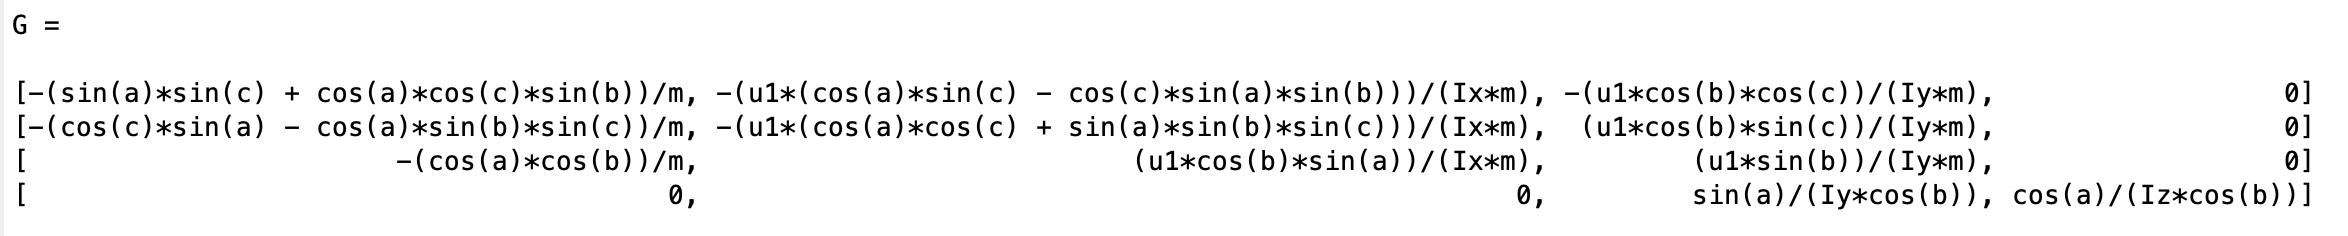 G =
[-(sin(a)*sin(c) + cos(a)*cos(c)*sin(b))/m, -(u1*(cos(a)*sin(c) - cos(c)*sin(a)*sin(b)))/(Ix*m), -(u1*cos(b)*cos(c))/(Iy*m), 0]
[-(cos(c)*sin(a) - cos(a)*sin(b)*sin(c))/m, -(u1*(cos(a)*cos(c) + sin(a)*sin(b)*sin(c)))/(Ix*m), (u1*cos(b)*sin(c))/(Iy*m), 0]
[ -(cos(a)*cos(b))/m, (u1*cos(b)*sin(a))/(Ix*m), (u1*sin(b))/(Iy*m), 0]
[ 0, 0, sin(a)/(Iy*cos(b)), cos(a)/(Iz*cos(b))]